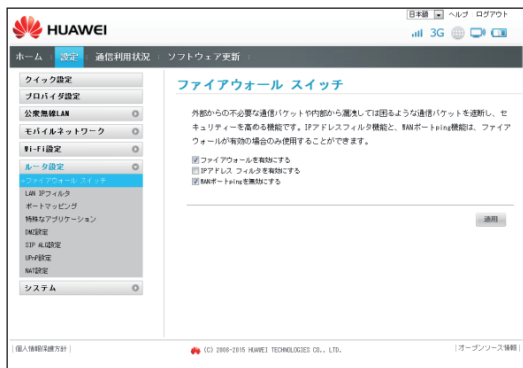 日本語 ヘルプ ログアウト
HUAWEI
3G
ホーム 設定 通信利用状況 ソフトウェア更新
クイック設定
プロバイダ設定
公衆無線LAN
モバイルネットワーク
Wi-Fi設定
ルータ設定
ファイアウォール スイッチ
LAN IPフィルタ
ポートマッピング
特殊なアプリケーション
DMZ設定
SIP ALG設定
UPnP設定
NAT設定
システム
ファイアウォール スイッチ
外部からの不必要な通信パケットや内部から漏洩しては困るような通信パケットを遮断し、セ
キュリティーを高める機能です。IPアドレスフィルタ機能と、WANポートping機能は、ファイア
ウォールが有効の場合のみ使用することができます。
ファイアウォールを有効にする
IPアドレス フィルタを有効にする
WANポートpingを無効にする
適用
個人情報保護方針
(C) 2006-2015 HUAWEI TECHNOLOGIES CO., LTD.
オープンソース情報